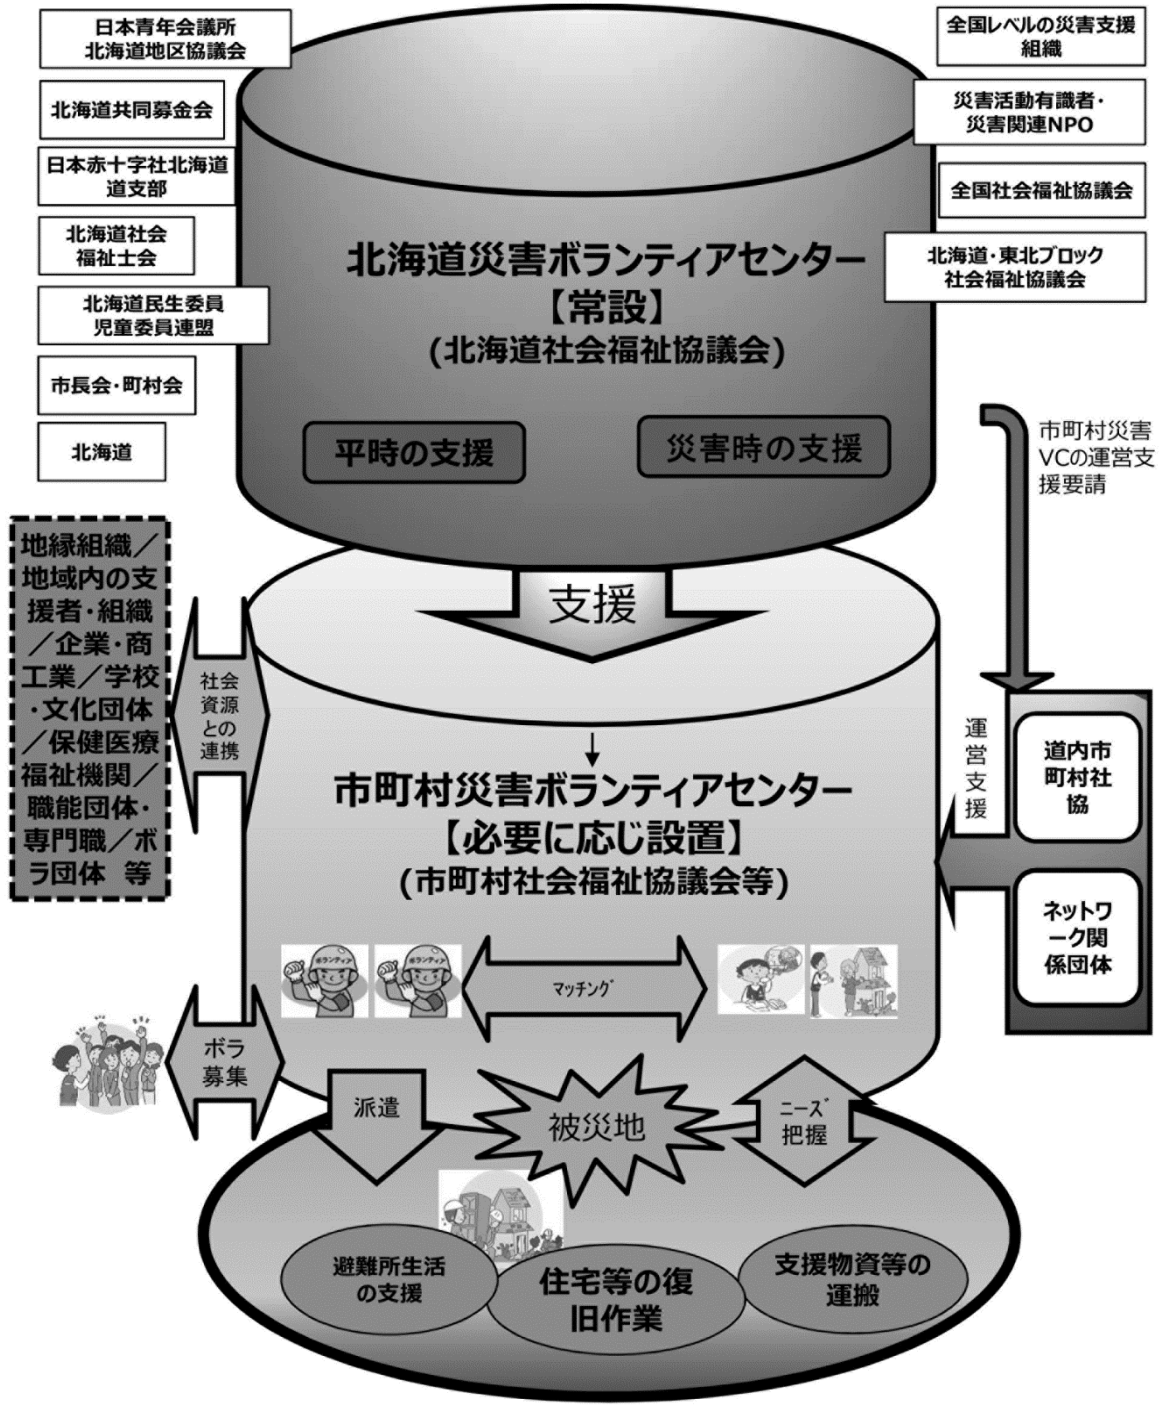 日本青年会議所
北海道地区協議会
北海道共同募金会
日本赤十字社北海道
道支部
北海道社会
福祉士会
北海道民生委員
児童委員連盟
市長会・町村会
北海道
全国レベルの災害支援
組織
災害活動有識者・
災害関連NPO
全国社会福祉協議会
北海道・東北ブロック
社会福祉協議会
北海道災害ボランティアセンター
【常設】
(北海道社会福祉協議会)
平時の支援
災害時の支援
市町村災害
VCの運営支
援要請
地縁組織／
地域内の支
援者・組織
／企業・商
工業／学校
・文化団体
／保健医療
福祉機関／
職能団体・
専門職／ボ
ラ団体 等
社会
資源
との
連携
支援
市町村災害ボランティアセンター
【必要に応じ設置】
(市町村社会福祉協議会等)
運営支援
道内市
町村社
協
ネットワ
ーク関
係団体
ボランティア
ボランティア
マッチング
ボラ
募集
派遣
被災地
ニーズ
把握
避難所生活
の支援
住宅等の復
旧作業
支援物資等の
運搬